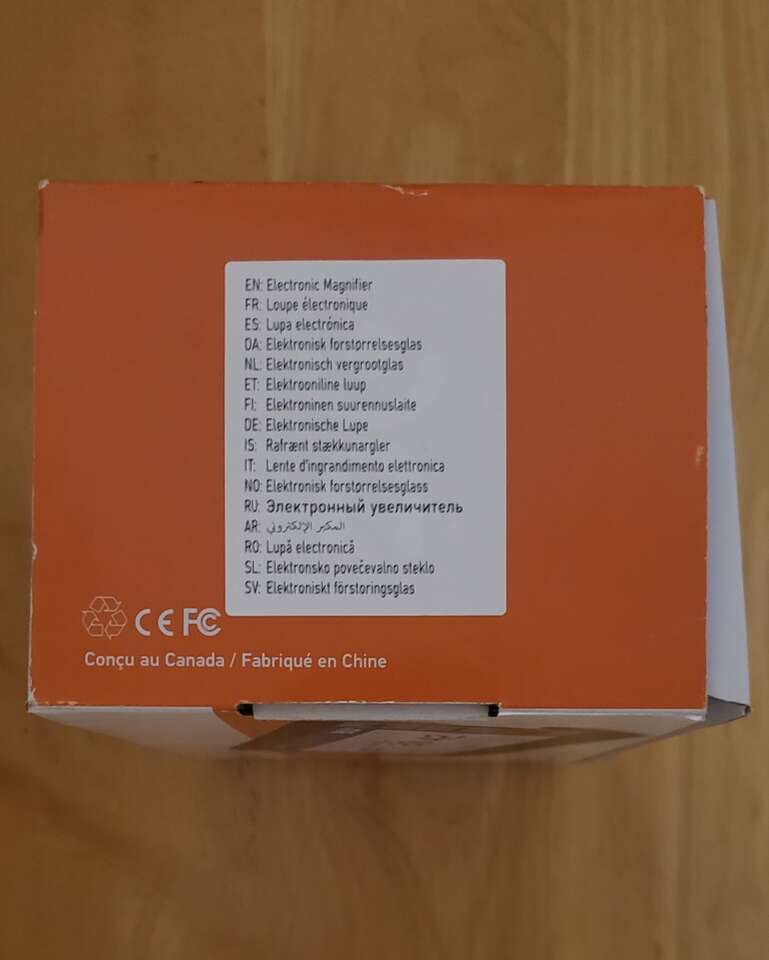 EN: Electronic Magnifier
FR: Loupe électronique
ES: Lupa electrónica
DA: Elektronisk forstorrelsesglas
NL: Elektronisch vergrootglas
ET: Elektrooniline luup
FI: Elektroninen suurennuslaite
DE: Elektronische Lupe
IS: Rafrænt stækkunargler
IT: Lente d'ingrandimento elettronica
NO: Elektronisk forstorrelsesglass
RU: Электронный увеличитель
AR: المكبر الإلكتروني
RO: Lupă electronică
SL: Elektronsko povečevalno steklo
SV: Elektroniskt förstoringsglas
CE FC
Conçu au Canada / Fabriqué en Chine